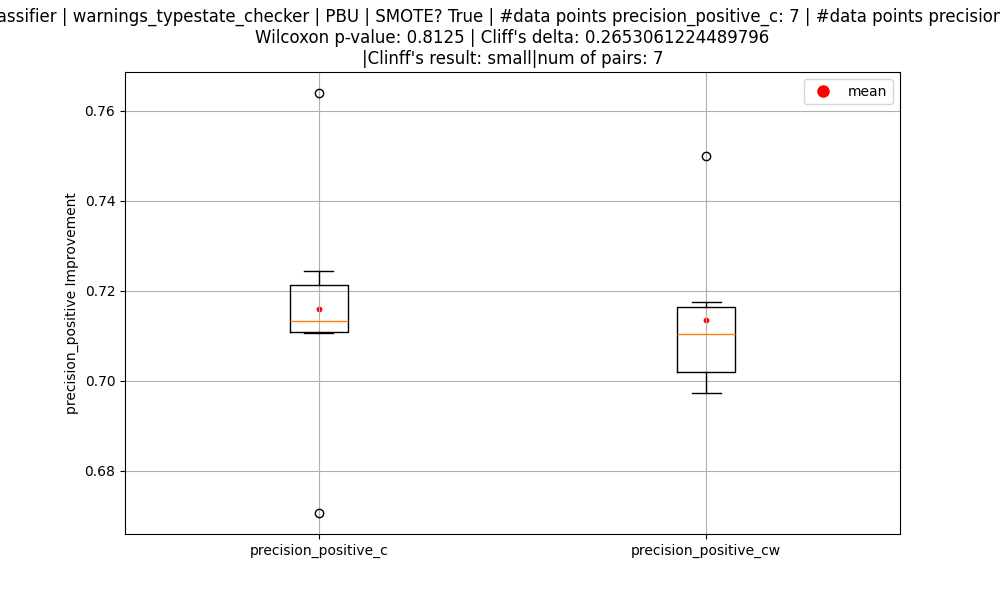 assifier | warnings_typestate_checker | PBU | SMOTE? True | #data points precision_positive_c: 7 | #data points precision
Wilcoxon p-value: 0.8125 | Cliff's delta: 0.2653061224489796
|Clinff's result: small|num of pairs: 7
mean
0.76
0.74
0.72
0.70
0.68
precision_positive Improvement
precision_positive_c
precision_positive_cw